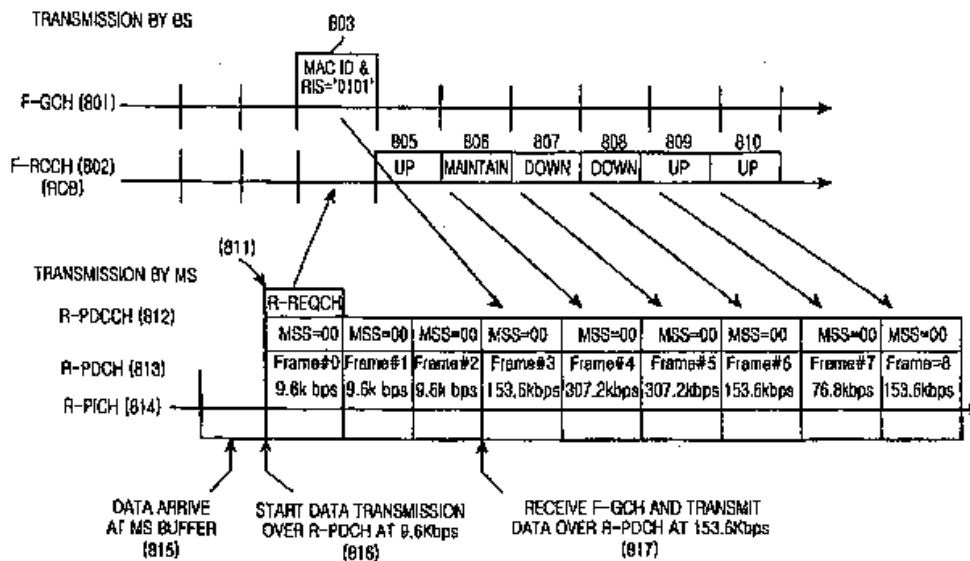 TRANSMISSION BY BS
803
MAC ID &
RIS='0101'
F-GCH (801)
805 806 807 808 809 810
F-RCCH (802)
(RCB)
UP MAINTAIN DOWN DOWN UP UP
(811)
TRANSMISSION BY MS
R-REQCH
R-PDCCH (812)
MSS=00 MSS=00 MSS=00 MSS=00 MSS=00 MSS=00 MSS=00 MSS=00 MSS=00
R-PDCH (813)
Frame#0 Frame#1 Frame#2 Frame#3 Frame#4 Frame#5 Frame#6 Frame#7 Frame=8
9.6k bps 9.6k bps 9.6k bps 153.6kbps 307.2kbps 307.2kbps 153.6kbps 76.8kbps 153.6kbps
R-PICH (814)
DATA ARRIVE
AT MS BUFFER
(815)
START DATA TRANSMISSION
OVER R-PDCH AT 9.6Kbps
(816)
RECEIVE F-GCH AND TRANSMIT
DATA OVER R-PDCH AT 153.6Kbps
(817)